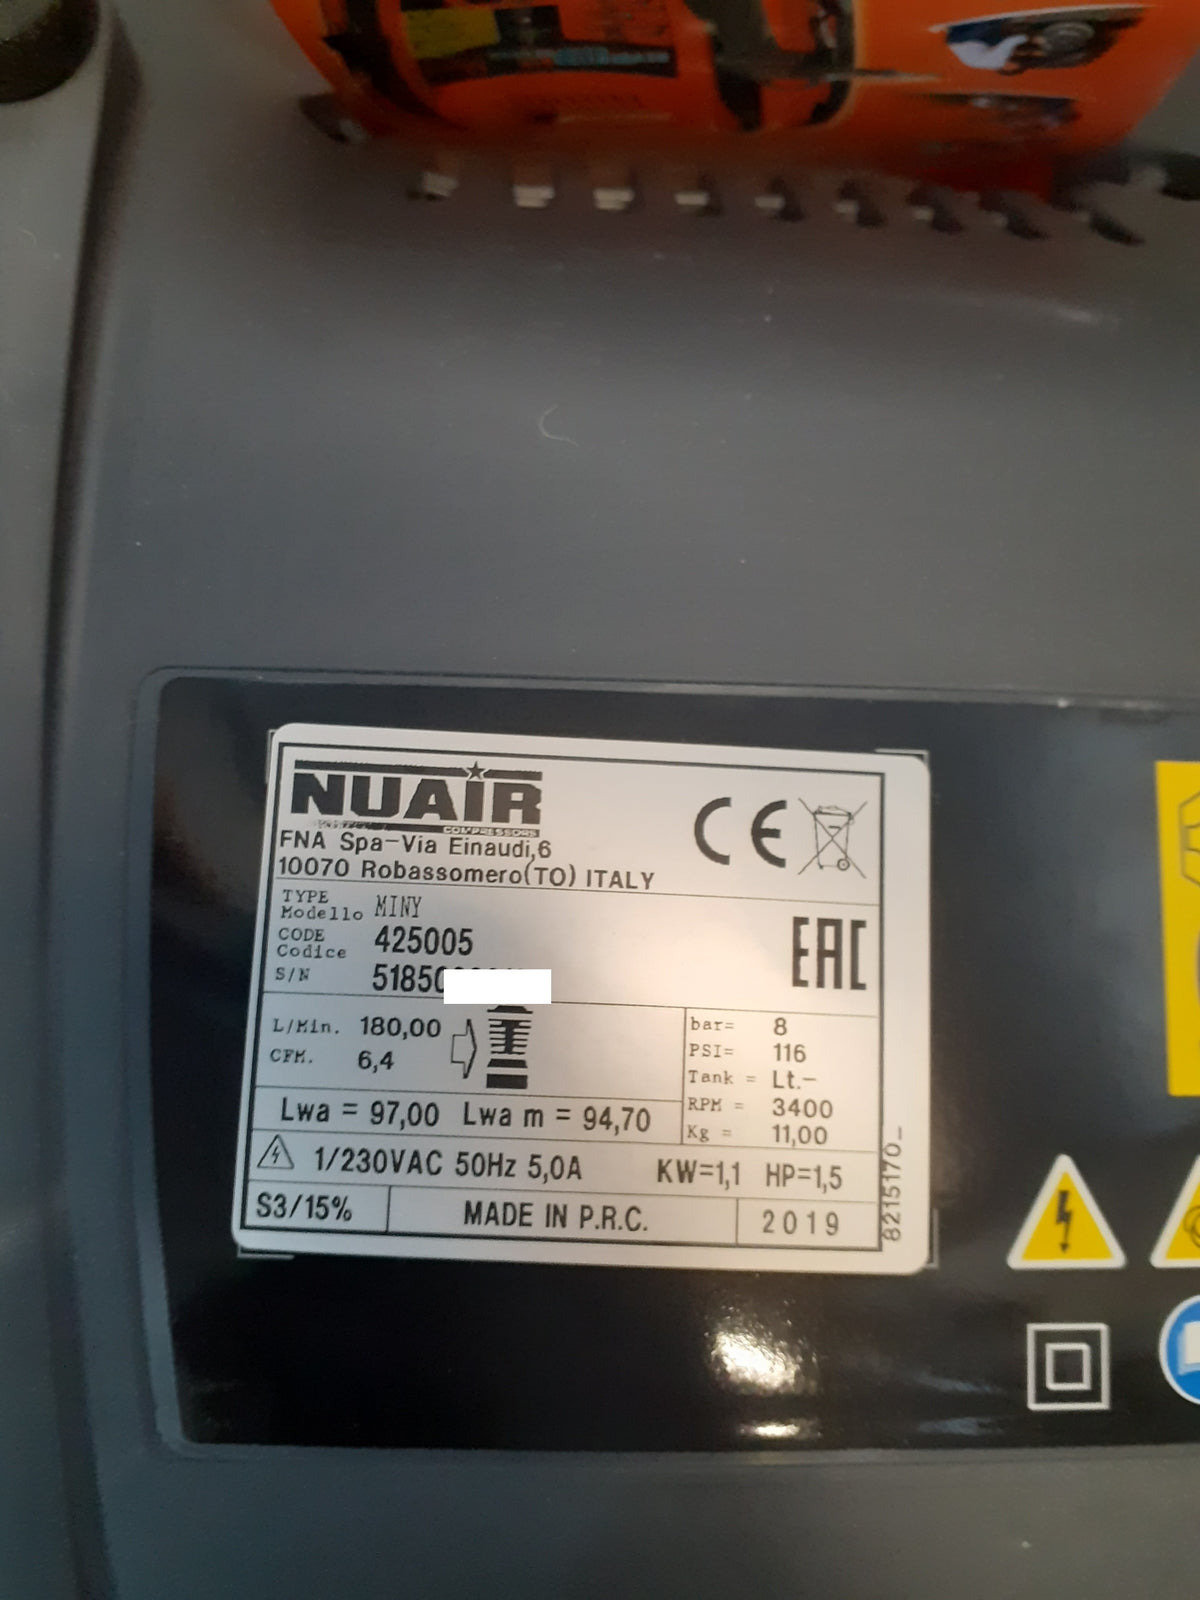 NUAIR
COMPRESSORS
FNA Spa-Via Einaudi,6
10070 Robassomero(TO) ITALY
CE
TYPE
Modello MINY
CODE
Codice 425005
S/N 5185
EAC
L/Min. 180,00
CFM. 6,4
bar= 8
PSI= 116
Tank = Lt.-
RPM = 3400
Kg = 11,00
Lwa = 97,00 Lwa m = 94,70
1/230VAC 50Hz 5,0A KW=1,1 HP=1,5
S3/15% MADE IN P.R.C. 2019
8215170_